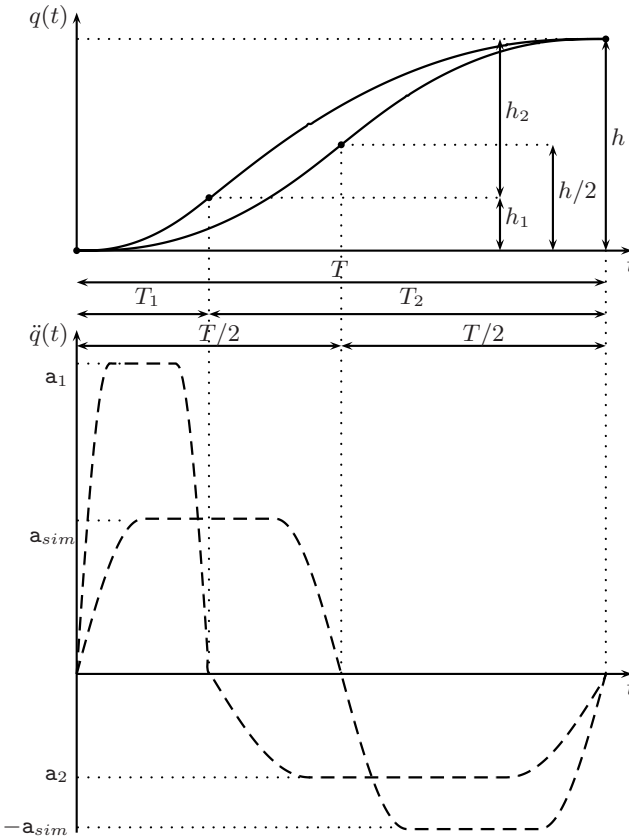 q(t)
h₂
h
h/2
h₁
T
t
T₁ T₂
q̈(t)
T/2 T/2
a₁
aₛᵢₘ
t
a₂
−aₛᵢₘ